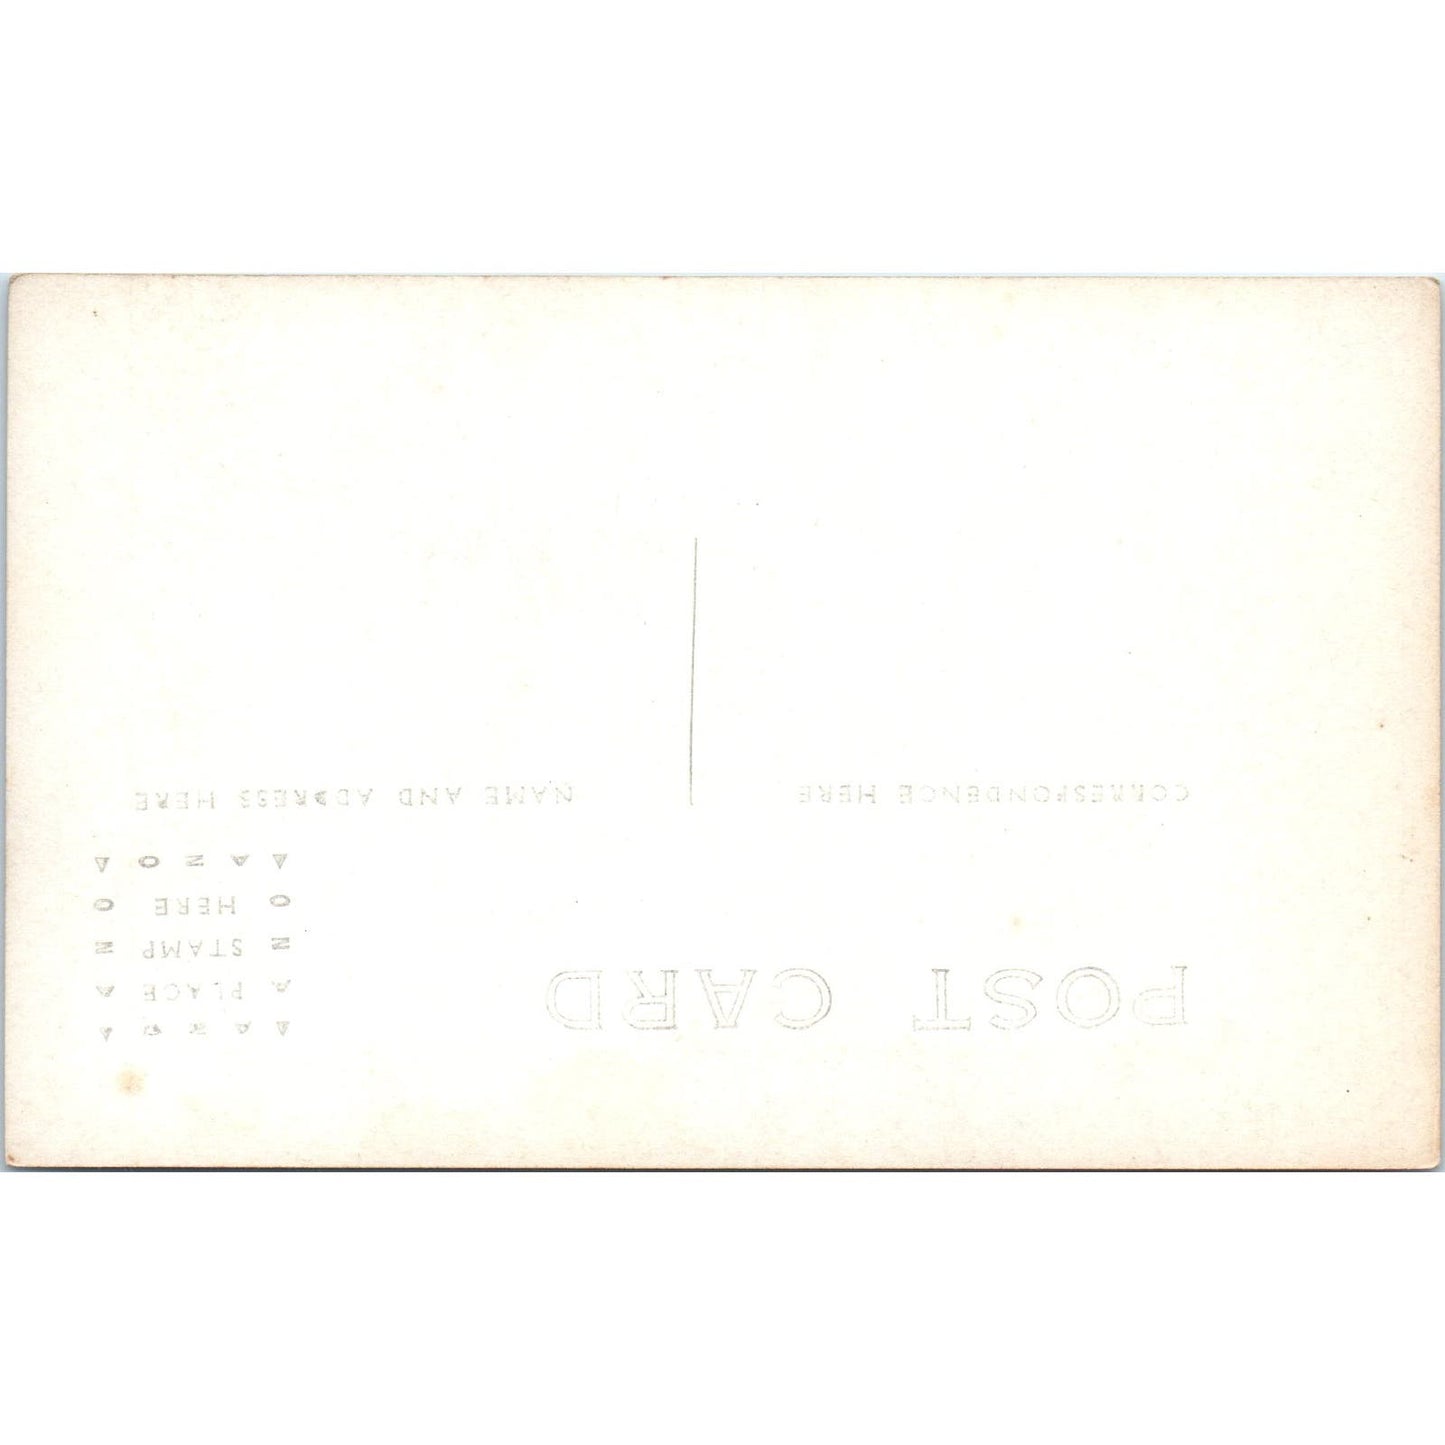 POST CARD
CORRESPONDENCE HERE
NAME AND ADDRESS HERE
PLACE
STAMP
HERE